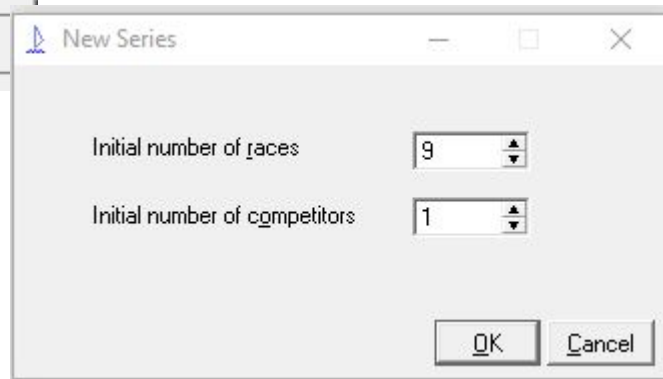 New Series
Initial number of races 9
Initial number of competitors 1
OK Cancel